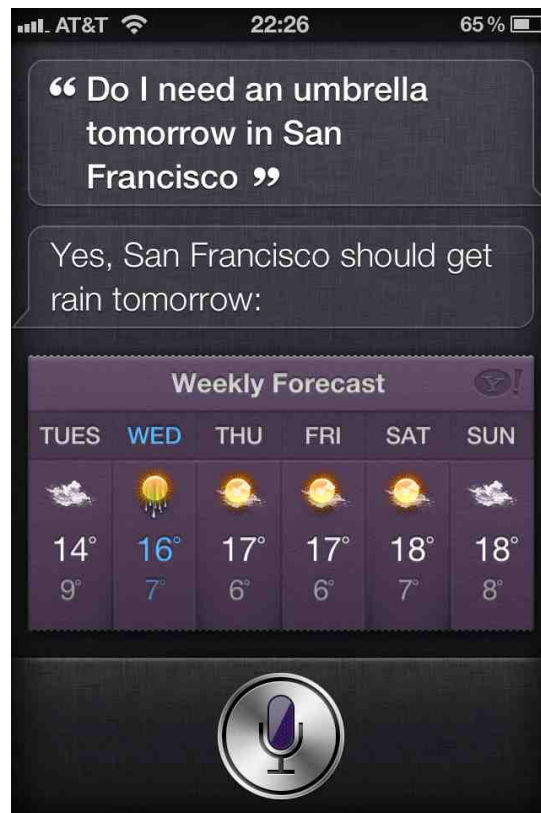 AT&T 22:26 65%
“ Do I need an umbrella
tomorrow in San
Francisco ”
Yes, San Francisco should get
rain tomorrow:
Weekly Forecast Y!
TUES WED THU FRI SAT SUN
14° 16° 17° 17° 18° 18°
9° 7° 6° 6° 7° 8°